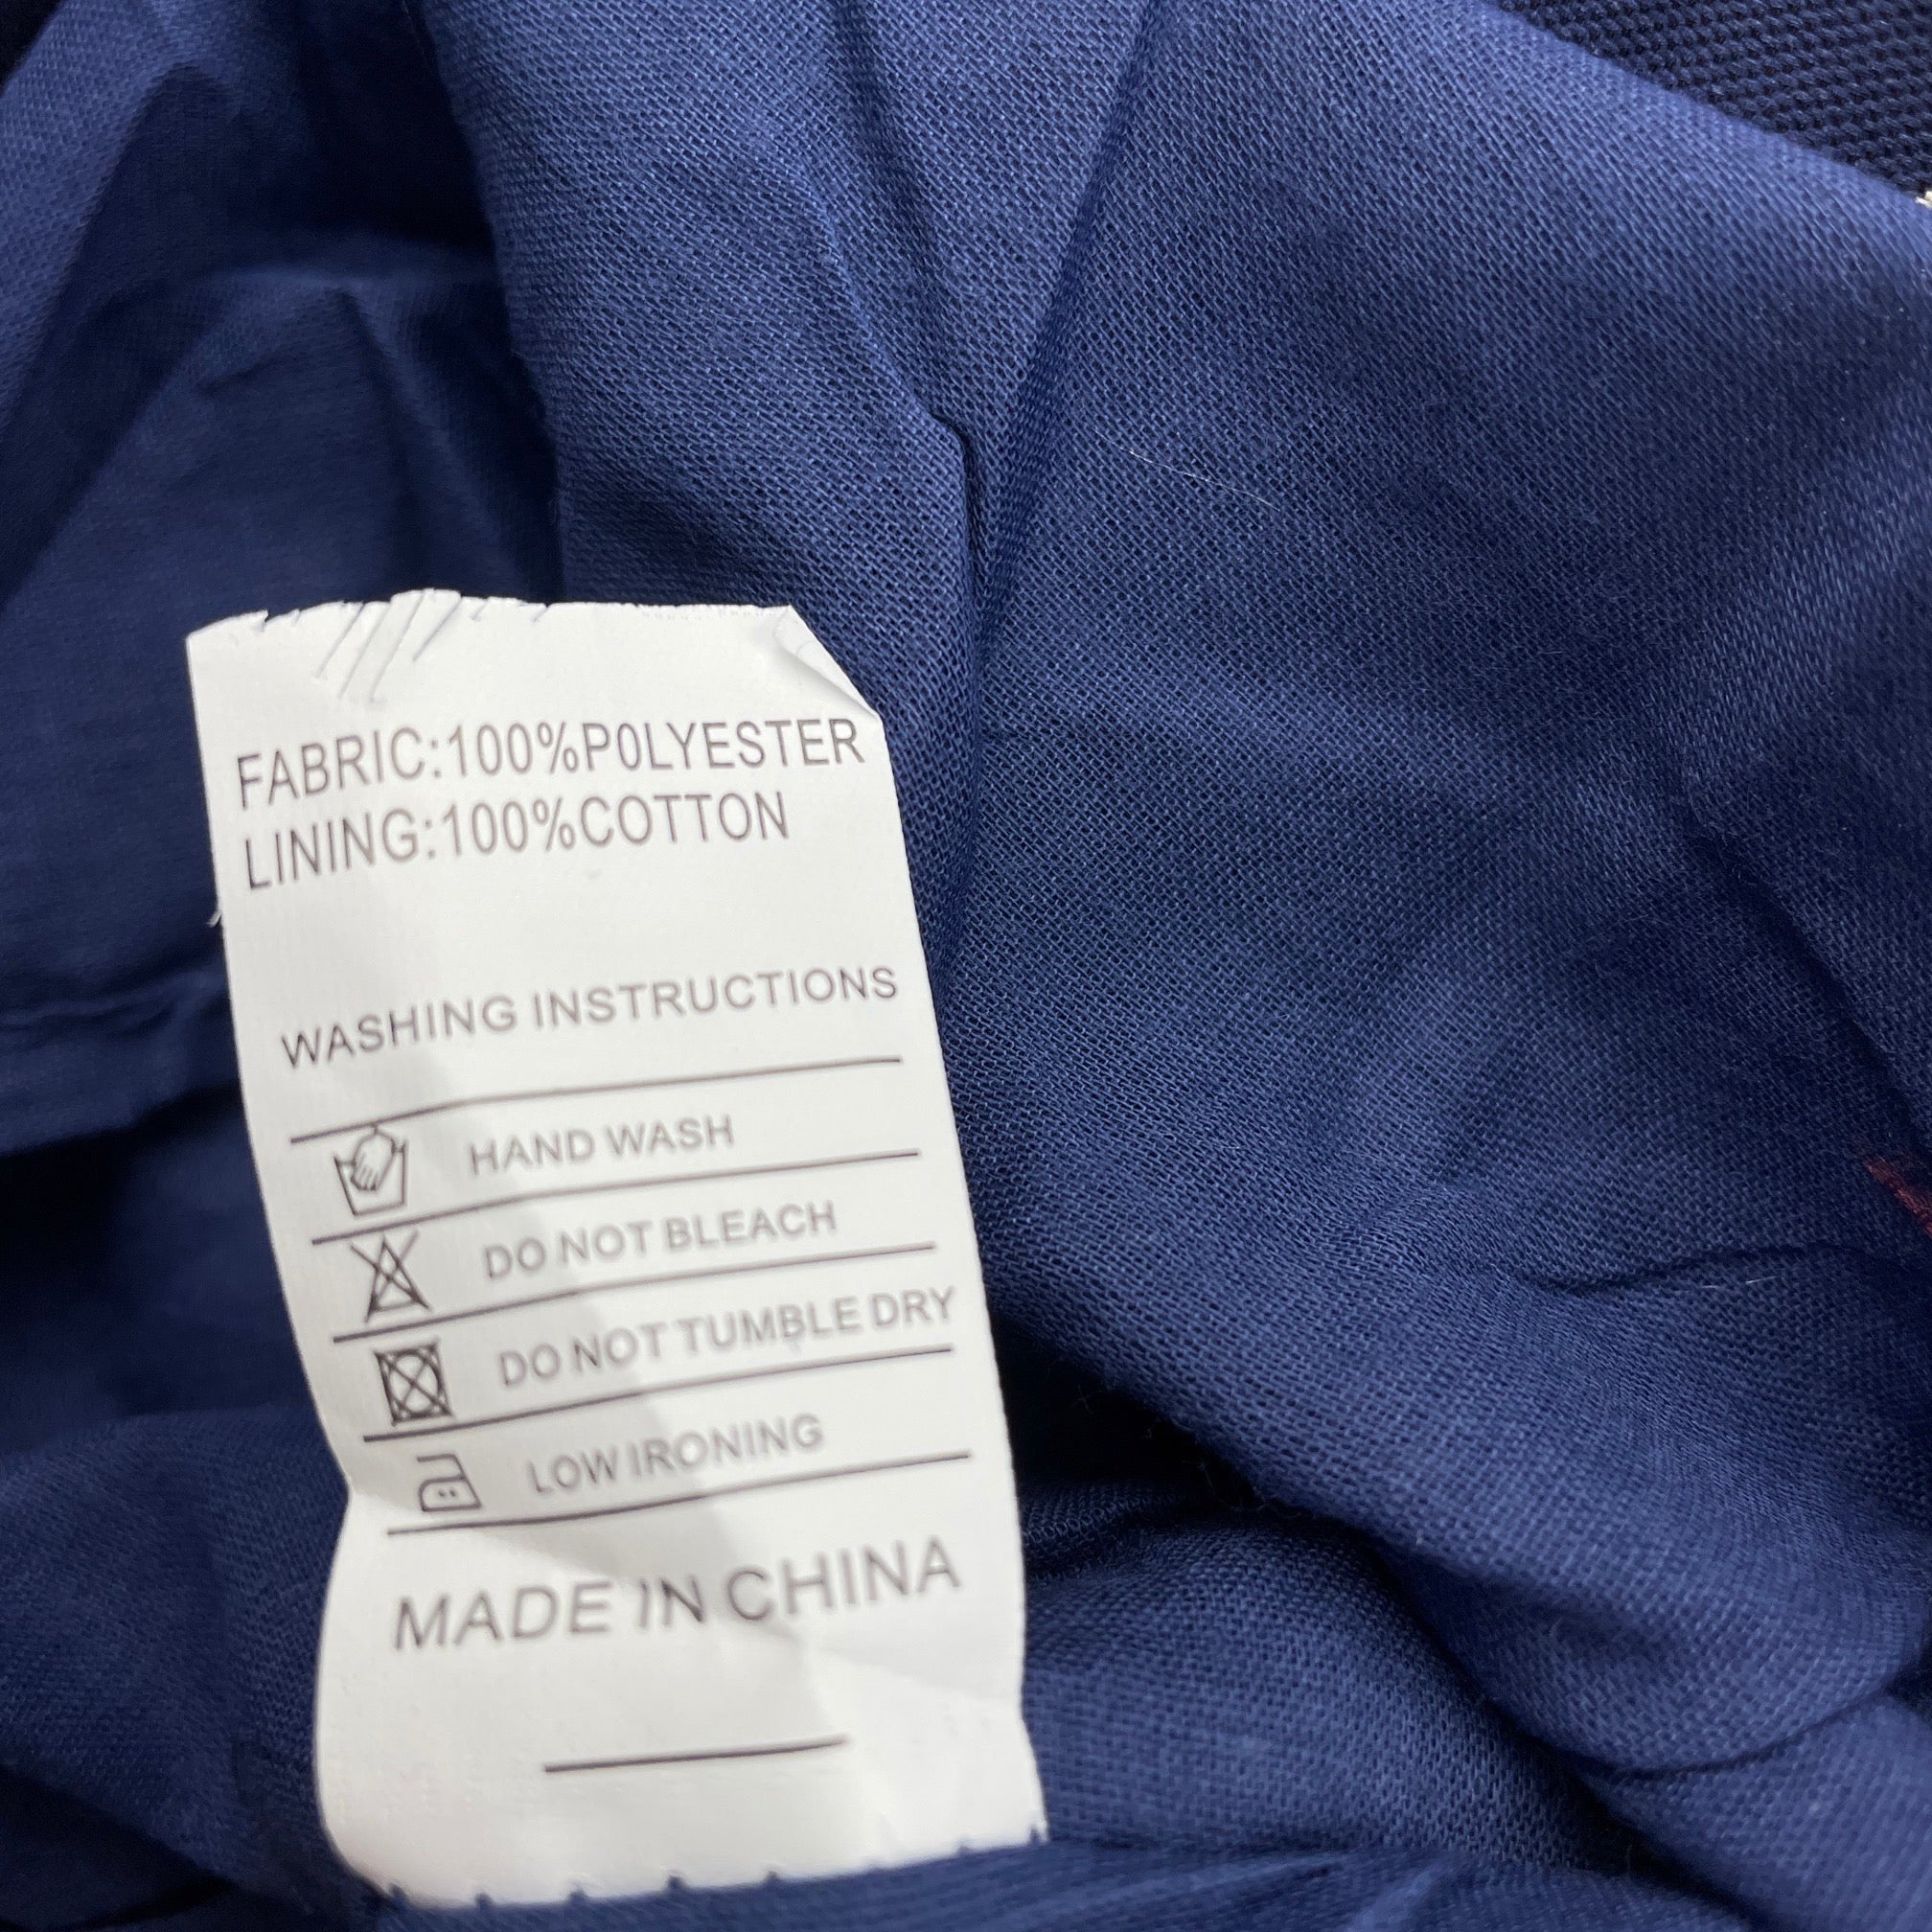 FABRIC:100%P0LYESTER
LINING:100%COTTON
WASHING INSTRUCTIONS
HAND WASH
DO NOT BLEACH
DO NOT TUMBLE DRY
LOW IRONING
MADE IN CHINA